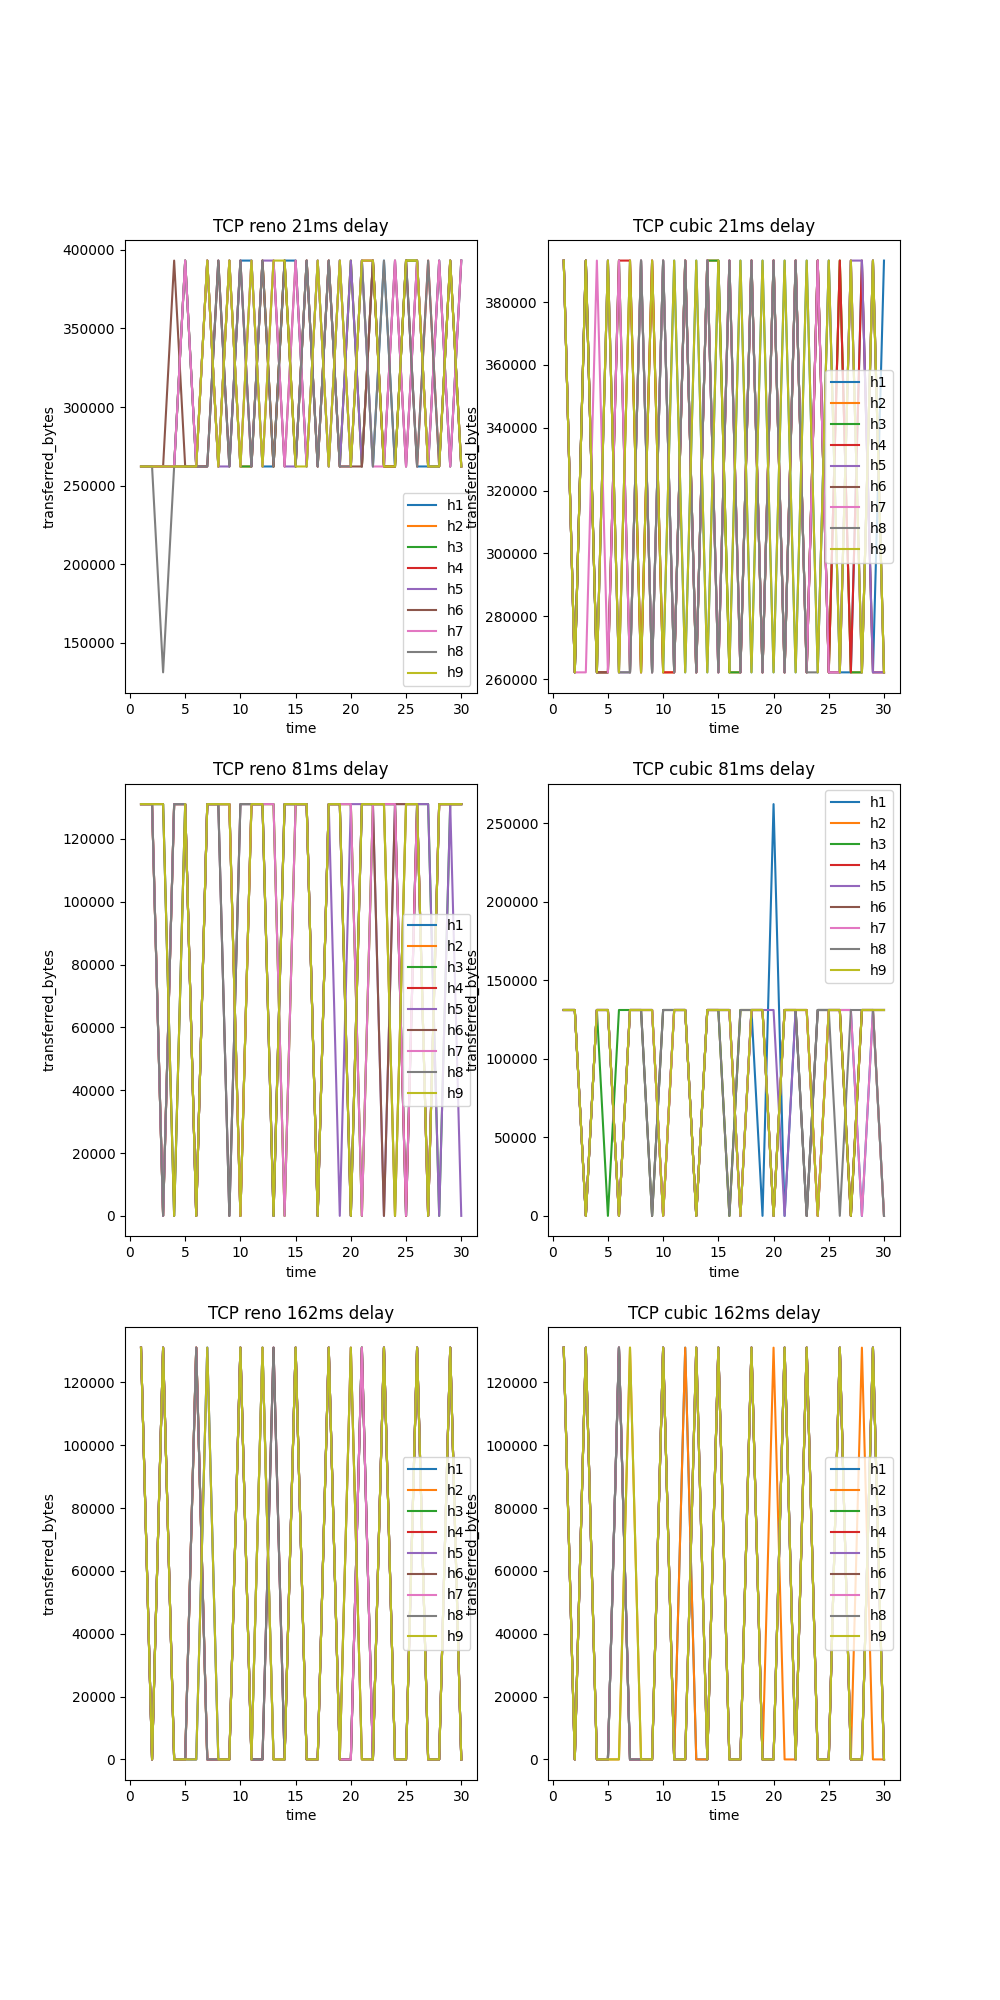 TCP reno 21ms delay
400000
350000
300000
250000
200000
150000
transferred_bytes
0 5 10 15 20 25 30
time
h1
h2
h3
h4
h5
h6
h7
h8
h9
TCP cubic 21ms delay
380000
360000
340000
320000
300000
280000
260000
transferred_bytes
0 5 10 15 20 25 30
time
h1
h2
h3
h4
h5
h6
h7
h8
h9
TCP reno 81ms delay
120000
100000
80000
60000
40000
20000
0
transferred_bytes
0 5 10 15 20 25 30
time
h1
h2
h3
h4
h5
h6
h7
h8
h9
TCP cubic 81ms delay
250000
200000
150000
100000
50000
0
transferred_bytes
0 5 10 15 20 25 30
time
h1
h2
h3
h4
h5
h6
h7
h8
h9
TCP reno 162ms delay
120000
100000
80000
60000
40000
20000
0
transferred_bytes
0 5 10 15 20 25 30
time
h1
h2
h3
h4
h5
h6
h7
h8
h9
TCP cubic 162ms delay
120000
100000
80000
60000
40000
20000
0
transferred_bytes
0 5 10 15 20 25 30
time
h1
h2
h3
h4
h5
h6
h7
h8
h9